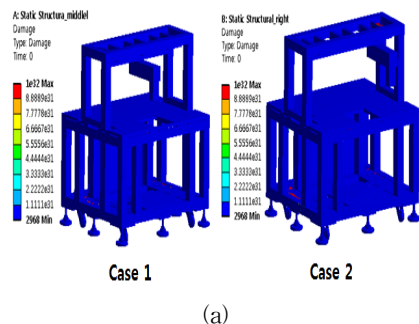 A: Static Structura_middlel
Damage
Type: Damage
Time: 0
1e32 Max
8.8889e31
7.7778e31
6.6667e31
5.5556e31
4.4444e31
3.3333e31
2.2222e31
1.1111e31
2968 Min
Case 1
B: Static Structural_right
Damage
Type: Damage
Time: 0
1e32 Max
8.8889e31
7.7778e31
6.6667e31
5.5556e31
4.4444e31
3.3333e31
2.2222e31
1.1111e31
2968 Min
Case 2
(a)